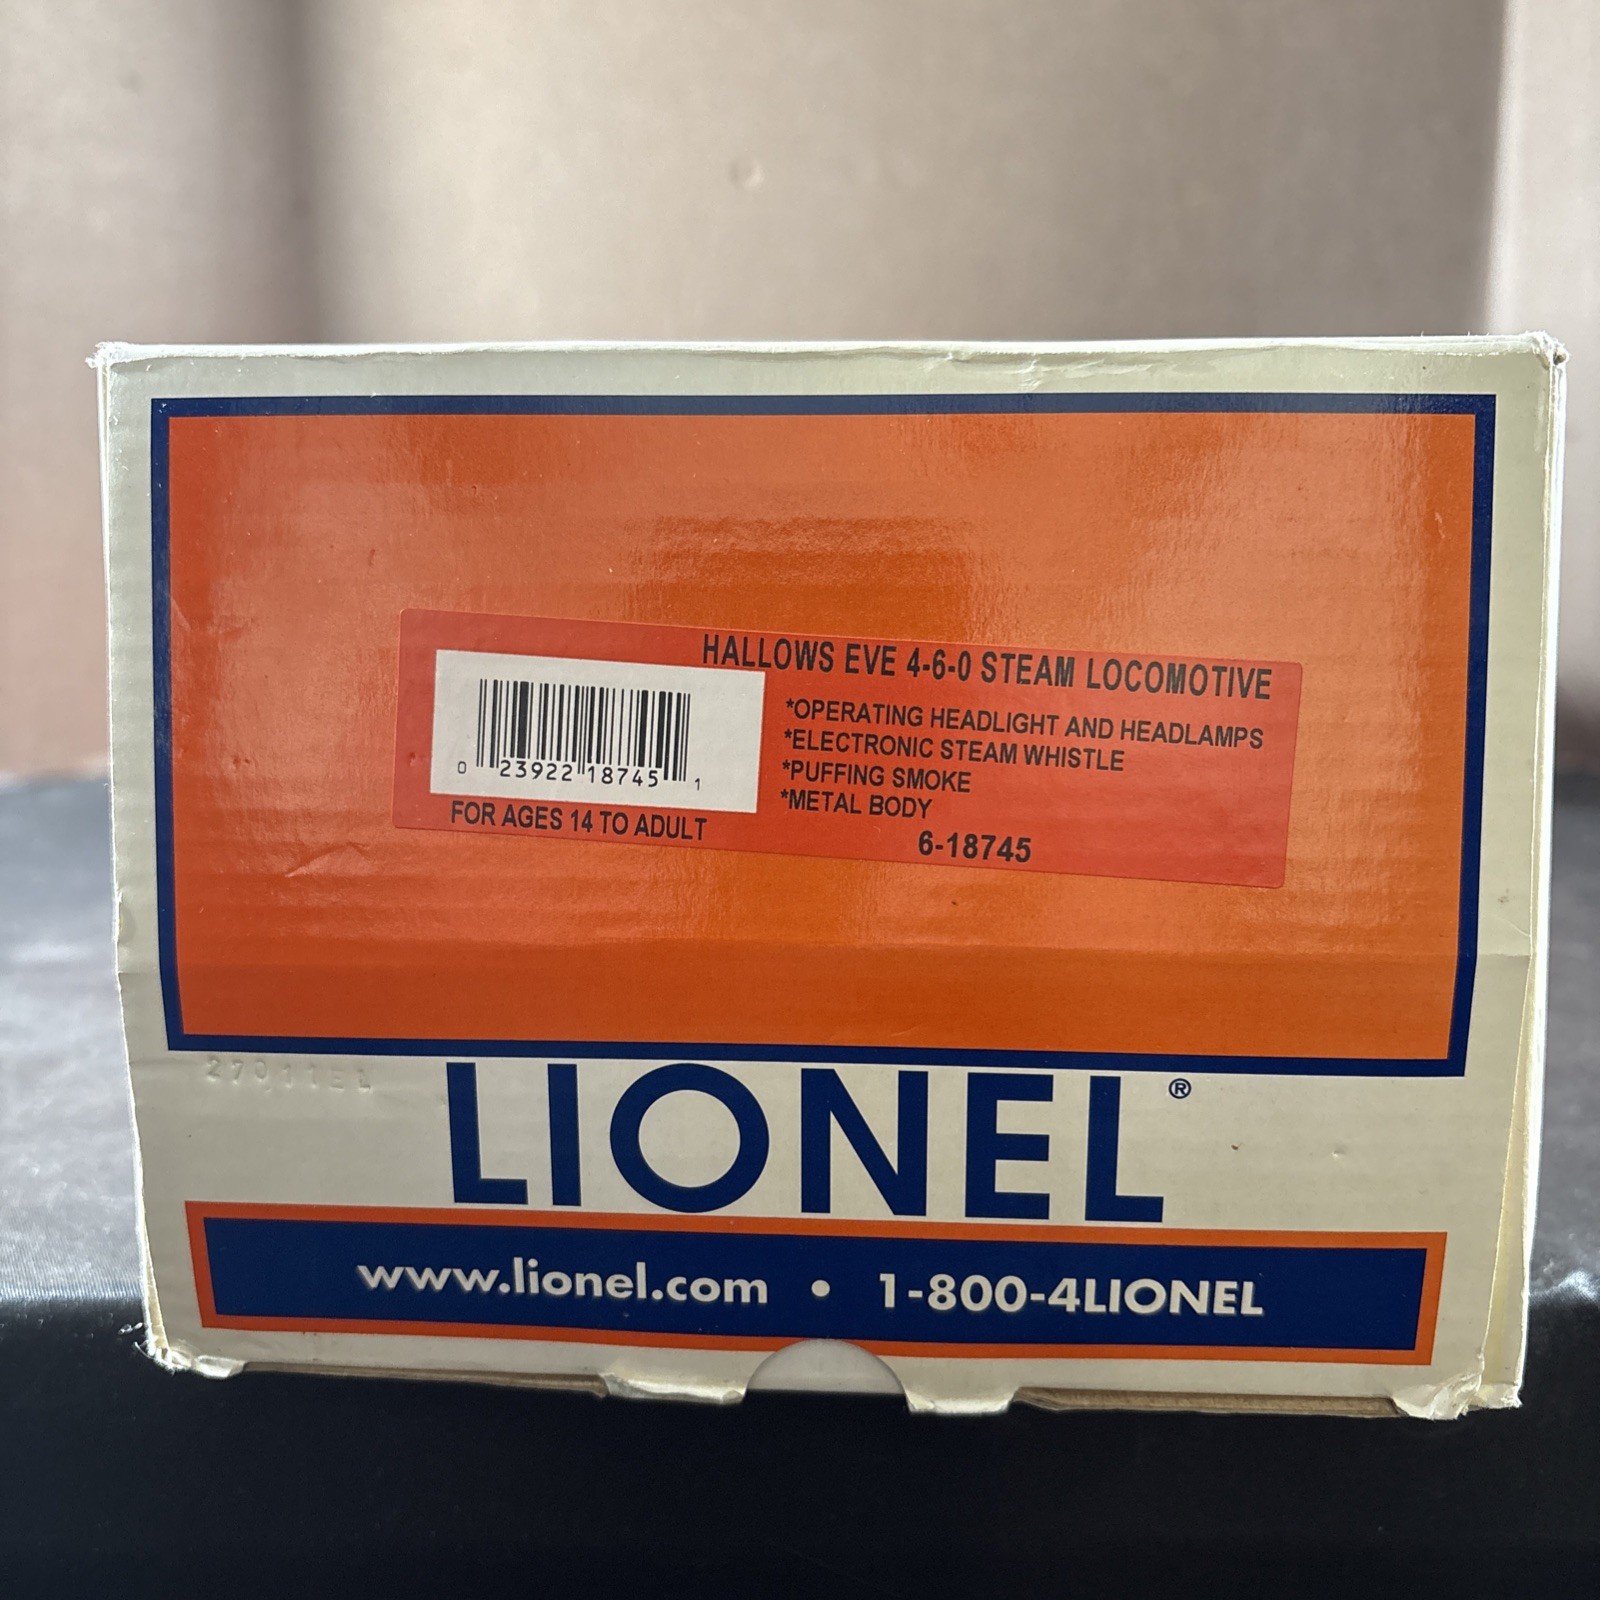 HALLOWS EVE 4-6-0 STEAM LOCOMOTIVE
*OPERATING HEADLIGHT AND HEADLAMPS
*ELECTRONIC STEAM WHISTLE
*PUFFING SMOKE
*METAL BODY
6-18745
0 23922 18745 1
FOR AGES 14 TO ADULT
LIONEL®
www.lionel.com • 1-800-4LIONEL